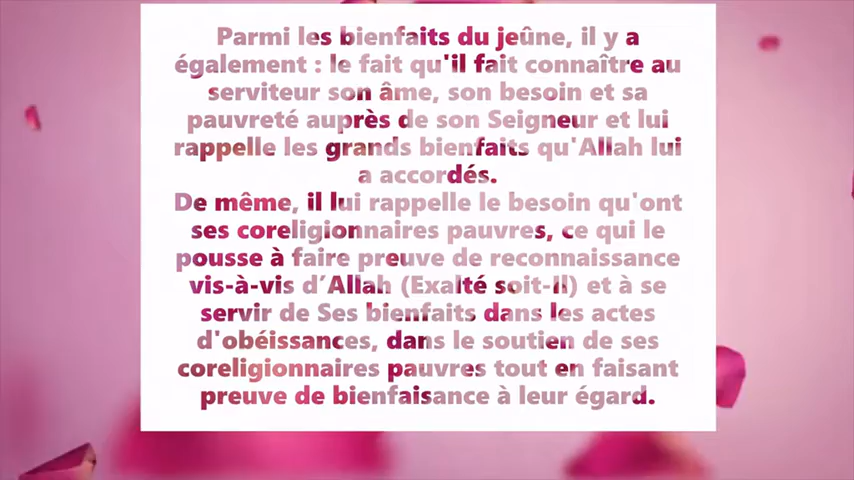 Parmi les bienfaits du jeûne, il y a
également : le fait qu'il fait connaître au
serviteur son âme, son besoin et sa
pauvreté auprès de son Seigneur et lui
rappelle les grands bienfaits qu'Allah lui
a accordés.
De même, il lui rappelle le besoin qu'ont
ses coreligionnaires pauvres, ce qui le
pousse à faire preuve de reconnaissance
vis-à-vis d’Allah (Exalté soit-Il) et à se
servir de Ses bienfaits dans les actes
d'obéissances, dans le soutien de ses
coreligionnaires pauvres tout en faisant
preuve de bienfaisance à leur égard.